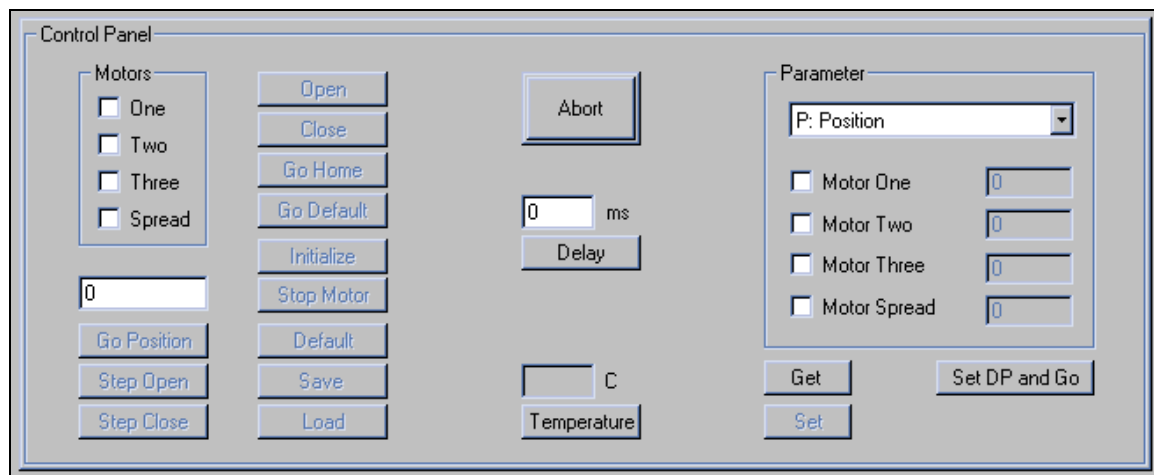 Control Panel
Motors
One
Two
Three
Spread
0
Go Position
Step Open
Step Close
Open
Close
Go Home
Go Default
Initialize
Stop Motor
Default
Save
Load
Abort
0 ms
Delay
C
Temperature
Parameter
P: Position
Motor One 0
Motor Two 0
Motor Three 0
Motor Spread 0
Get
Set DP and Go
Set